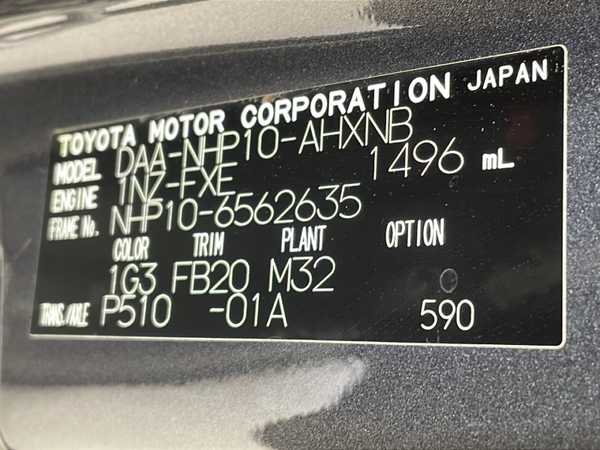 TOYOTA MOTOR CORPORATION JAPAN
MODEL DAA-NHP10-AHXNB
ENGINE 1NZ-FXE 1496 mL
FRAME No. NHP10-6562635
COLOR TRIM PLANT OPTION
1G3 FB20 M32
TRANS./AXLE P510 -01A 590